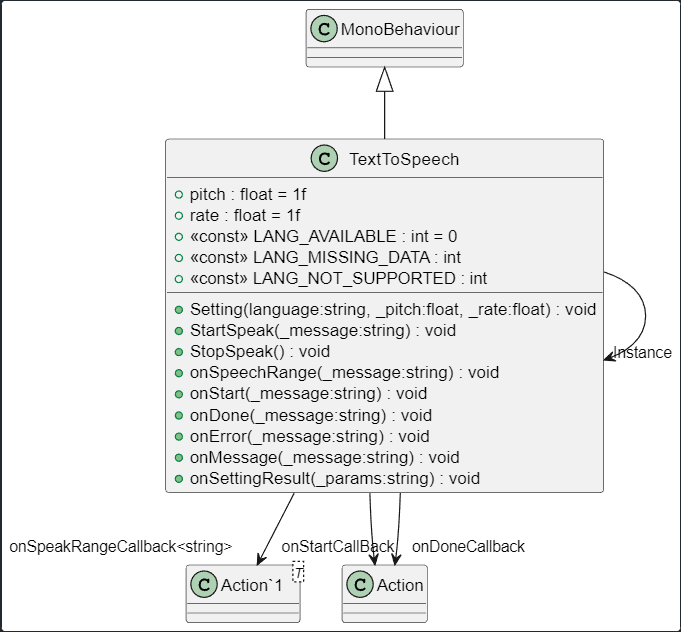 C MonoBehaviour
C TextToSpeech
pitch : float = 1f
rate : float = 1f
«const» LANG_AVAILABLE : int = 0
«const» LANG_MISSING_DATA : int
«const» LANG_NOT_SUPPORTED : int
Setting(language:string, _pitch:float, _rate:float) : void
StartSpeak(_message:string) : void
StopSpeak() : void
onSpeechRange(_message:string) : void
onStart(_message:string) : void
onDone(_message:string) : void
onError(_message:string) : void
onMessage(_message:string) : void
onSettingResult(_params:string) : void
Instance
onSpeakRangeCallback<string>
onStartCallBack
onDoneCallback
C Action`1
T
C Action